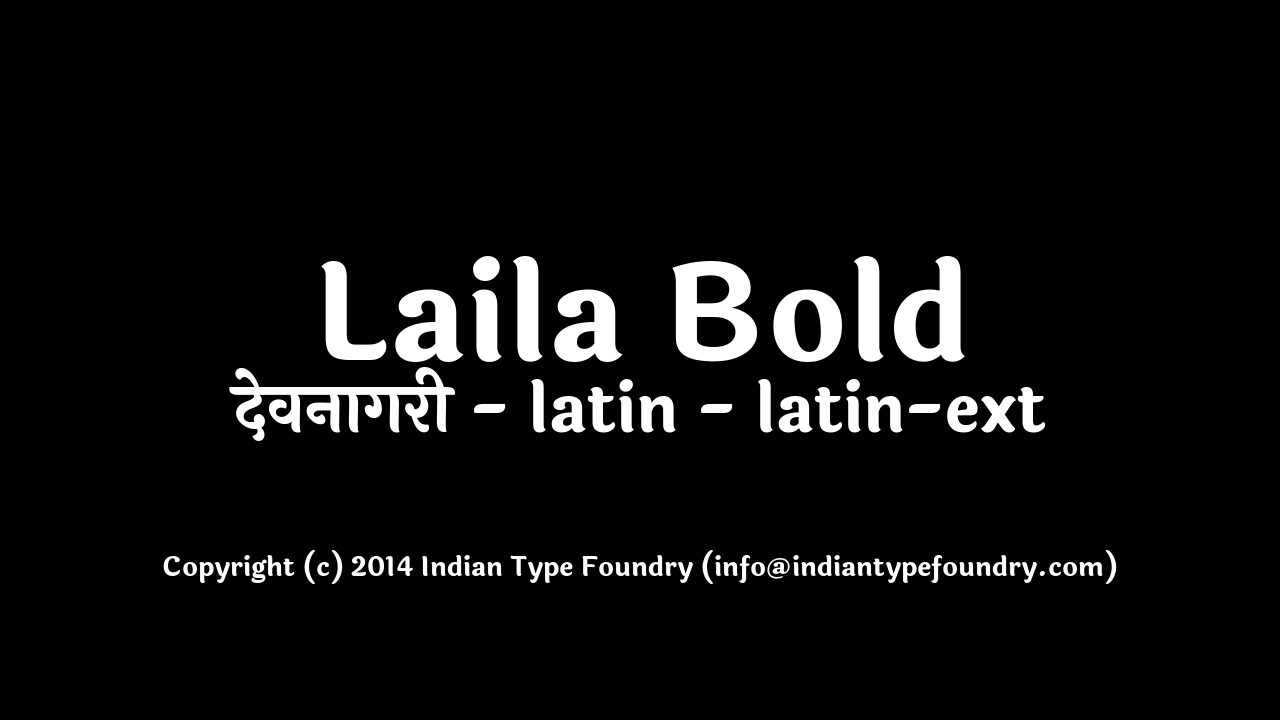 Laila Bold
देवनागरी - latin - latin-ext
Copyright (c) 2014 Indian Type Foundry (info@indiantypefoundry.com)